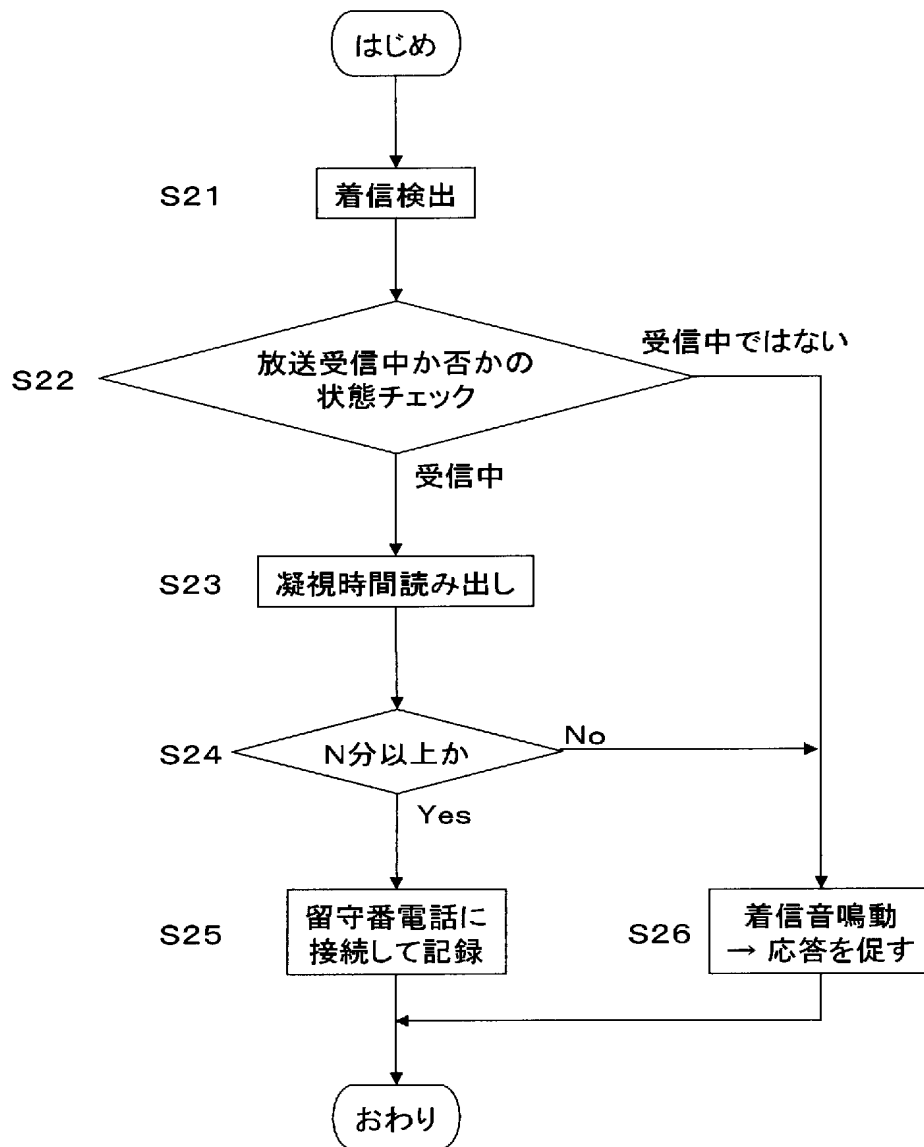 はじめ
S21
着信検出
S22
放送受信中か否かの
状態チェック
受信中ではない
受信中
S23
凝視時間読み出し
S24
N分以上か
No
Yes
S25
留守番電話に
接続して記録
S26
着信音鳴動
→ 応答を促す
おわり